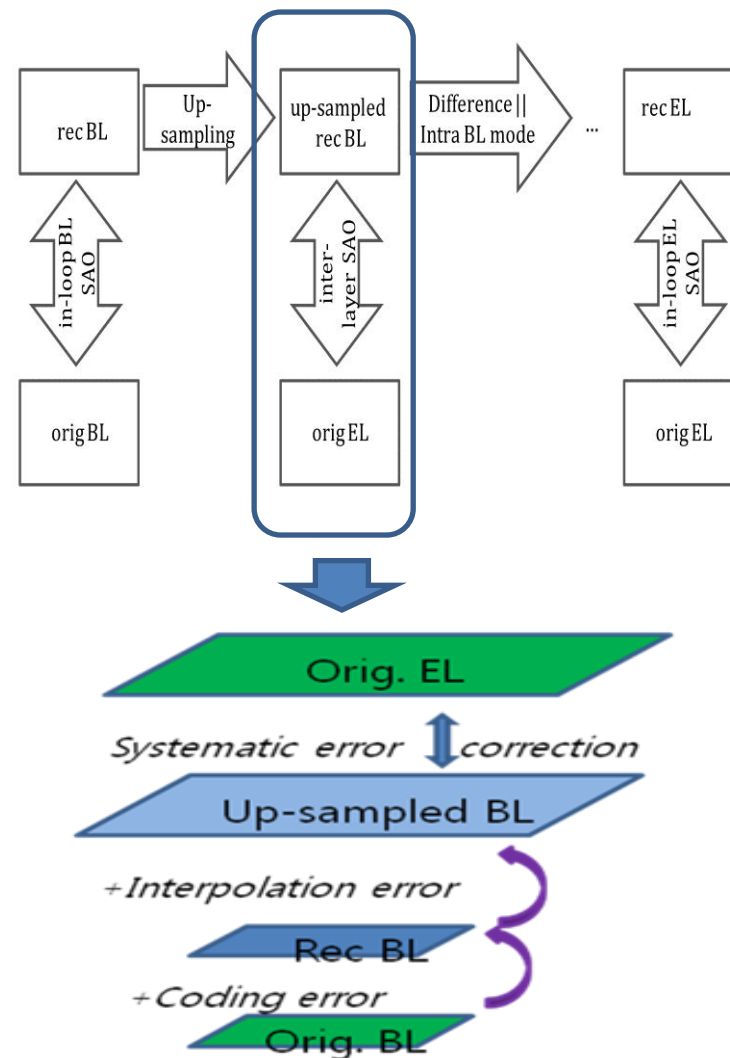 rec BL
Up-
sampling
up-sampled
rec BL
Difference ||
Intra BL mode
...
rec EL
in-loop BL
SAO
inter-
layer SAO
in-loop EL
SAO
orig BL
orig EL
orig EL
Orig. EL
Systematic error correction
Up-sampled BL
+Interpolation error
Rec BL
+Coding error
Orig. BL